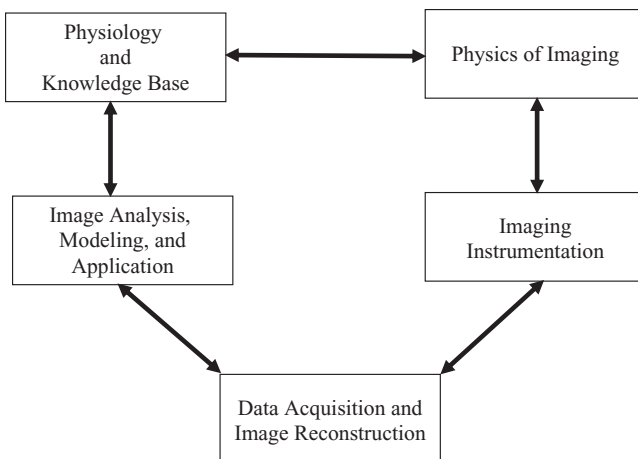 Physiology
and
Knowledge Base
Physics of Imaging
Image Analysis,
Modeling, and
Application
Imaging
Instrumentation
Data Acquisition and
Image Reconstruction